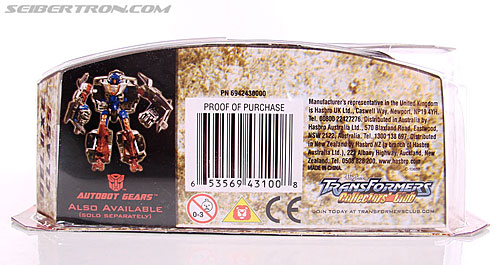 SEIBERTRON.COM
PN 6942430000
PROOF OF PURCHASE
6 53569 43100 8
Manufacturer's representative in the United Kingdom
is Hasbro UK Ltd., Caswell Way, Newport, NP19 4YH.
Tel. 00800 22427276. Distributed in Australia by
Hasbro Australia Ltd., 570 Blaxland Road, Eastwood,
NSW 2122, Australia. Tel. 1300 138 697. Distributed
in New Zealand by Hasbro NZ (a branch of Hasbro
Australia Ltd.), 221 Albany Highway, Auckland, New
Zealand. Tel. 0508 828 200. www.hasbro.com
MADE IN CHINA.
AUTOBOT GEARS™
ALSO AVAILABLE
(SOLD SEPARATELY)
0-3
CE
TRANSFORMERS
Collectors' Club
JOIN TODAY AT TRANSFORMERSCLUB.COM